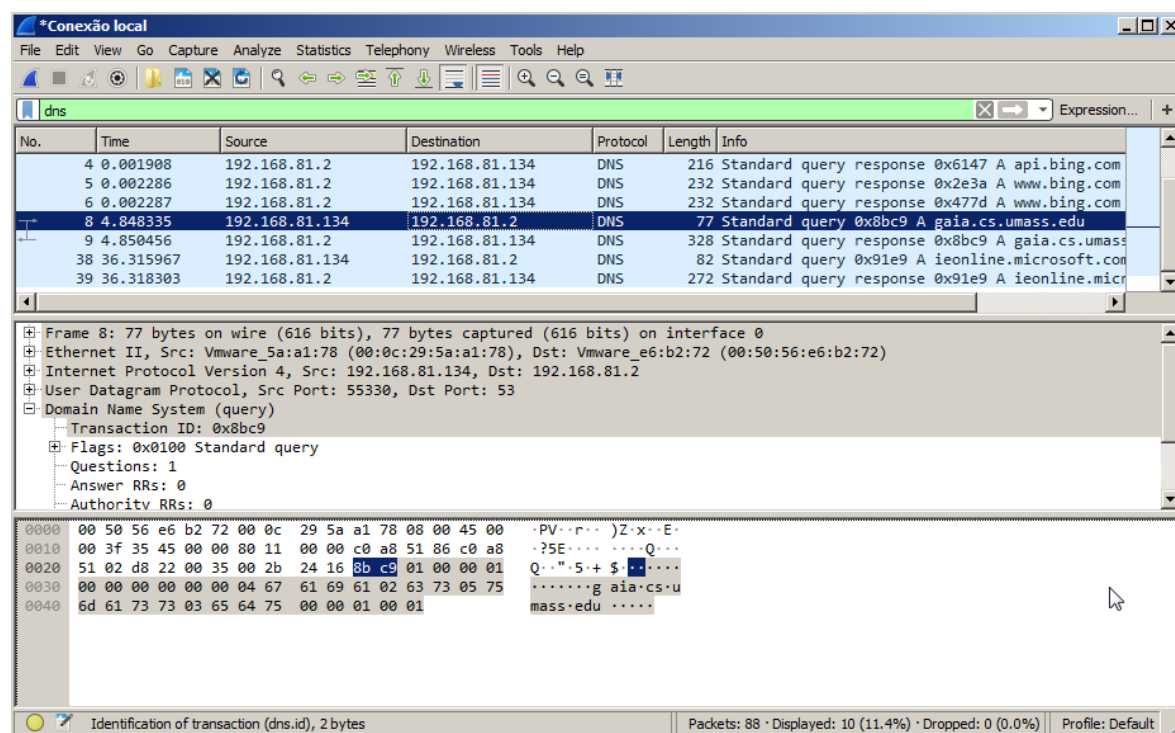 *Conexão local
File Edit View Go Capture Analyze Statistics Telephony Wireless Tools Help
dns Expression... +
No. Time Source Destination Protocol Length Info
4 0.001908 192.168.81.2 192.168.81.134 DNS 216 Standard query response 0x6147 A api.bing.com
5 0.002286 192.168.81.2 192.168.81.134 DNS 232 Standard query response 0x2e3a A www.bing.com
6 0.002287 192.168.81.2 192.168.81.134 DNS 232 Standard query response 0x477d A www.bing.com
8 4.848335 192.168.81.134 192.168.81.2 DNS 77 Standard query 0x8bc9 A gaia.cs.umass.edu
9 4.850456 192.168.81.2 192.168.81.134 DNS 328 Standard query response 0x8bc9 A gaia.cs.umass
38 36.315967 192.168.81.134 192.168.81.2 DNS 82 Standard query 0x91e9 A ieonline.microsoft.com
39 36.318303 192.168.81.2 192.168.81.134 DNS 272 Standard query response 0x91e9 A ieonline.micr
Frame 8: 77 bytes on wire (616 bits), 77 bytes captured (616 bits) on interface 0
Ethernet II, Src: Vmware_5a:a1:78 (00:0c:29:5a:a1:78), Dst: Vmware_e6:b2:72 (00:50:56:e6:b2:72)
Internet Protocol Version 4, Src: 192.168.81.134, Dst: 192.168.81.2
User Datagram Protocol, Src Port: 55330, Dst Port: 53
Domain Name System (query)
Transaction ID: 0x8bc9
Flags: 0x0100 Standard query
Questions: 1
Answer RRs: 0
Authority RRs: 0
0000 00 50 56 e6 b2 72 00 0c 29 5a a1 78 08 00 45 00 ·PV··r·· )Z·x··E·
0010 00 3f 35 45 00 00 80 11 00 00 c0 a8 51 86 c0 a8 ·?5E···· ····Q···
0020 51 02 d8 22 00 35 00 2b 24 16 8b c9 01 00 00 01 Q··"·5·+ $·······
0030 00 00 00 00 00 00 04 67 61 69 61 02 63 73 05 75 ·······g aia·cs·u
0040 6d 61 73 73 03 65 64 75 00 00 01 00 01 mass·edu ·····
Identification of transaction (dns.id), 2 bytes Packets: 88 · Displayed: 10 (11.4%) · Dropped: 0 (0.0%) Profile: Default